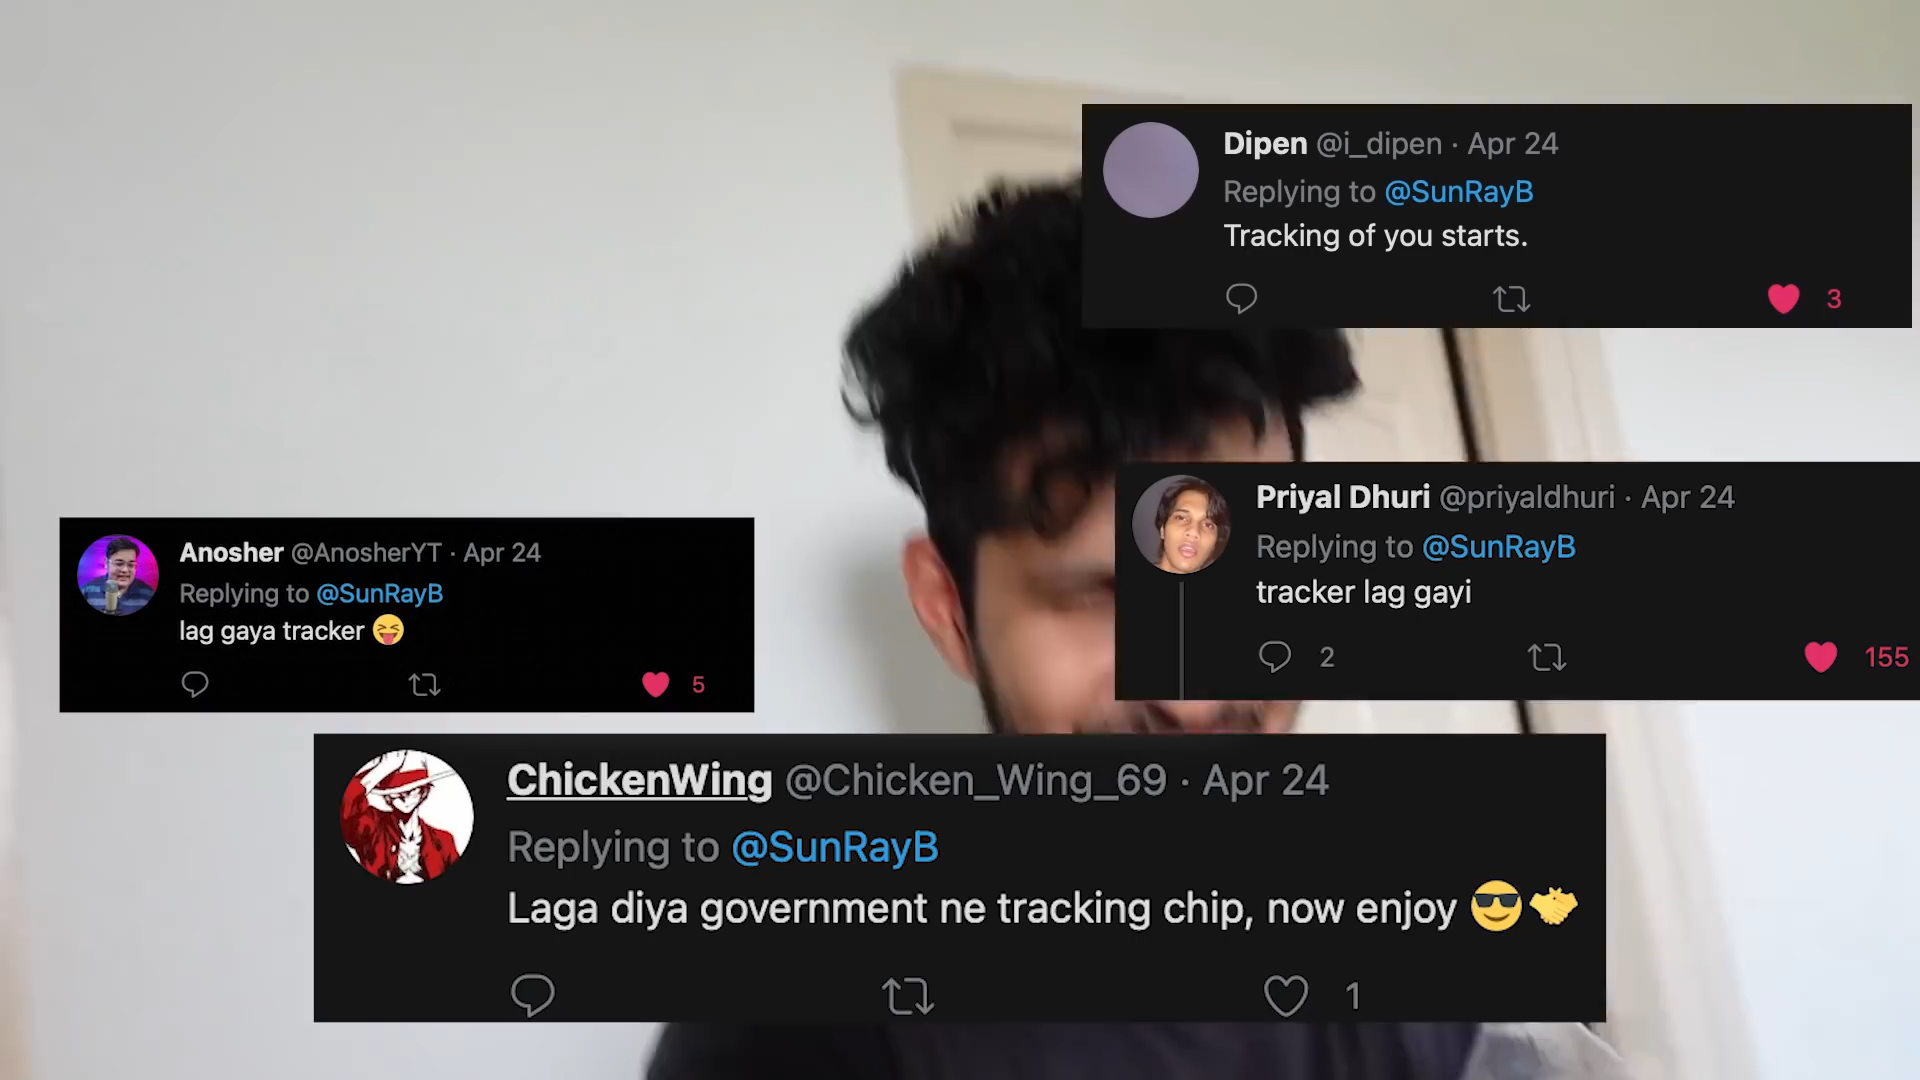 Dipen @i_dipen · Apr 24
Replying to @SunRayB
Tracking of you starts.
3
Priyal Dhuri @priyaldhuri · Apr 24
Replying to @SunRayB
tracker lag gayi
2 155
Anosher @AnosherYT · Apr 24
Replying to @SunRayB
lag gaya tracker 😝
5
ChickenWing @Chicken_Wing_69 · Apr 24
Replying to @SunRayB
Laga diya government ne tracking chip, now enjoy 😎🤝
1